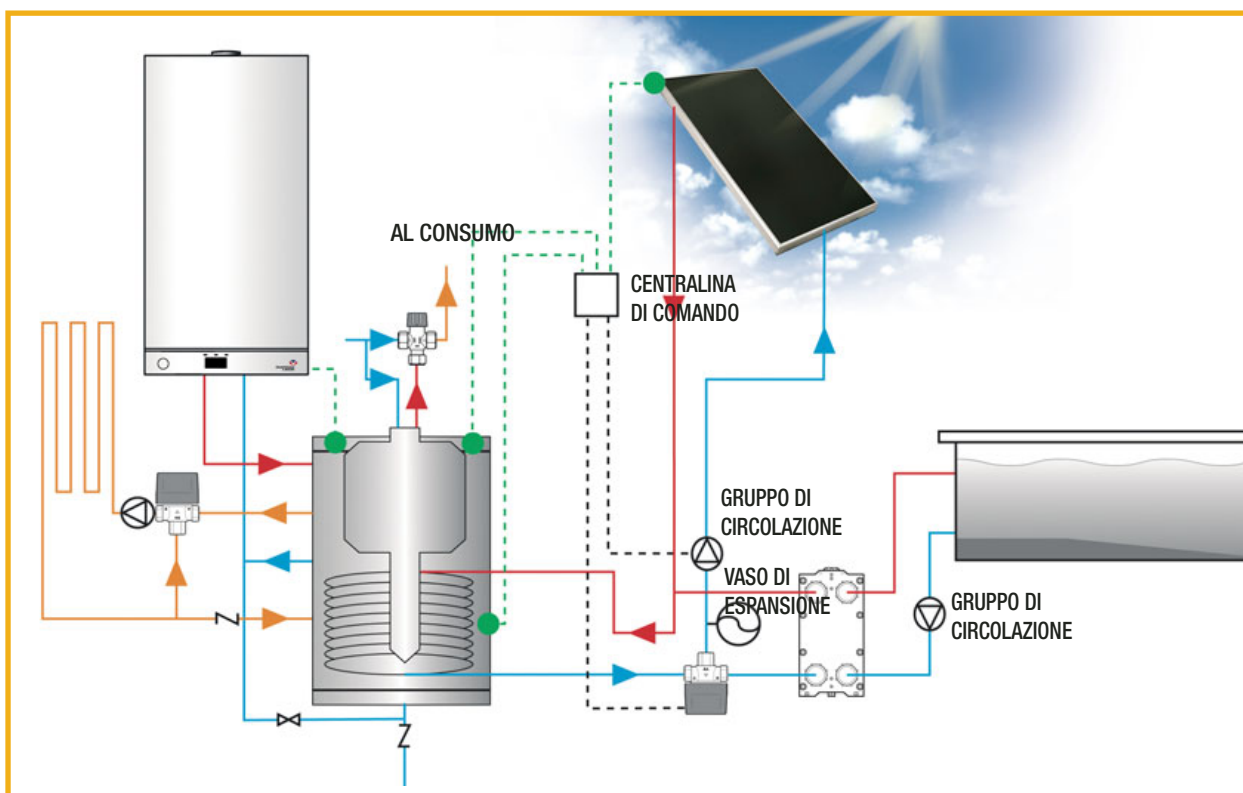 AL CONSUMO
CENTRALINA
DI COMANDO
GRUPPO DI
CIRCOLAZIONE
VASO DI
ESPANSIONE
GRUPPO DI
CIRCOLAZIONE